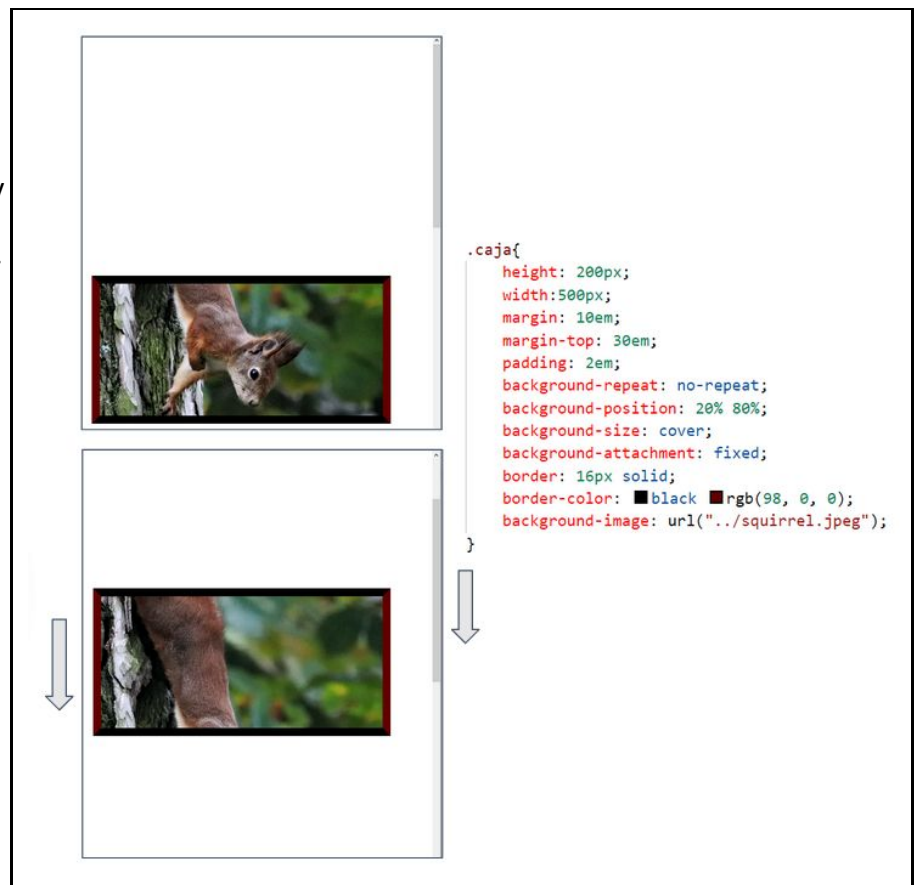 .caja{
height: 200px;
width:500px;
margin: 10em;
margin-top: 30em;
padding: 2em;
background-repeat: no-repeat;
background-position: 20% 80%;
background-size: cover;
background-attachment: fixed;
border: 16px solid;
border-color: black rgb(98, 0, 0);
background-image: url("../squirrel.jpeg");
}